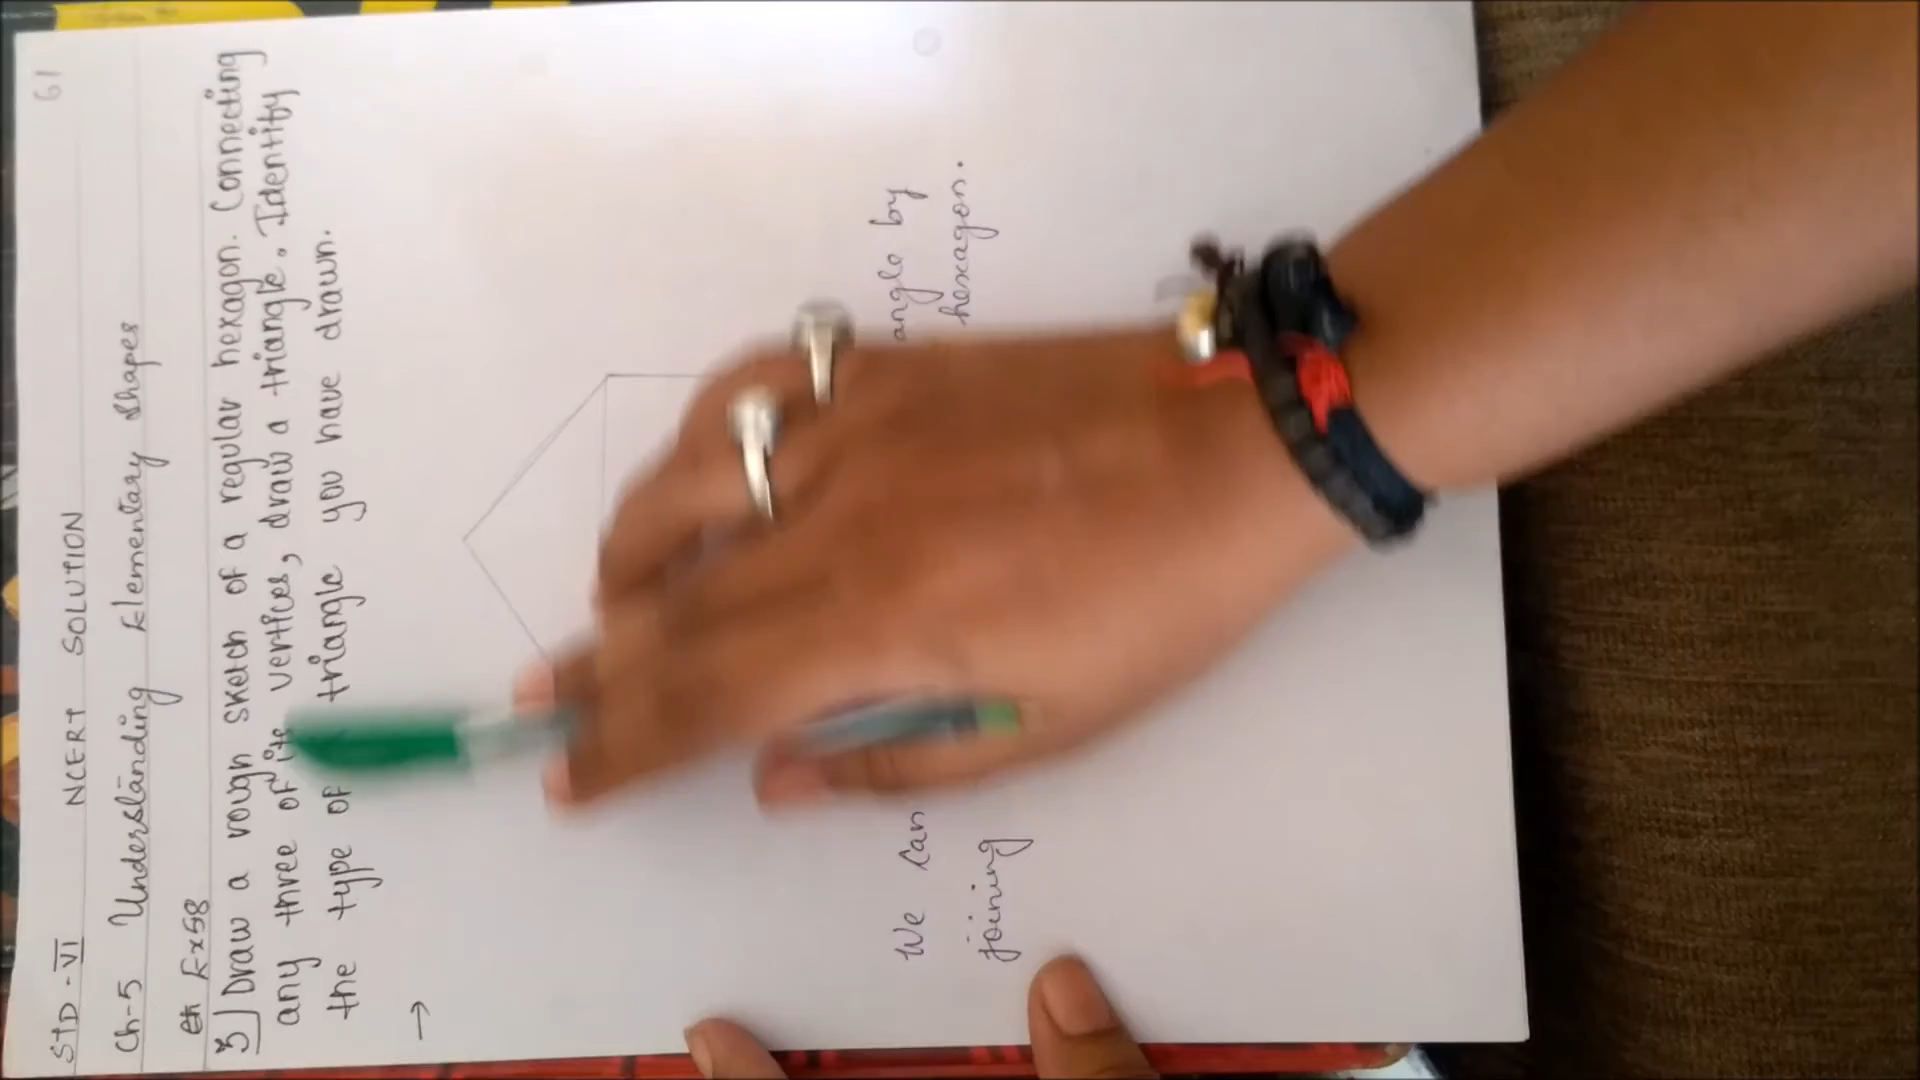 61
STD - VI NCERT SOLUTION
Ch-5 Understanding Elementary Shapes
Ex 5.8
3) Draw a rough sketch of a regular hexagon. Connecting
any three of its vertices, draw a triangle. Identify
the type of triangle you have drawn.
→
We can angle by
joining hexagon.